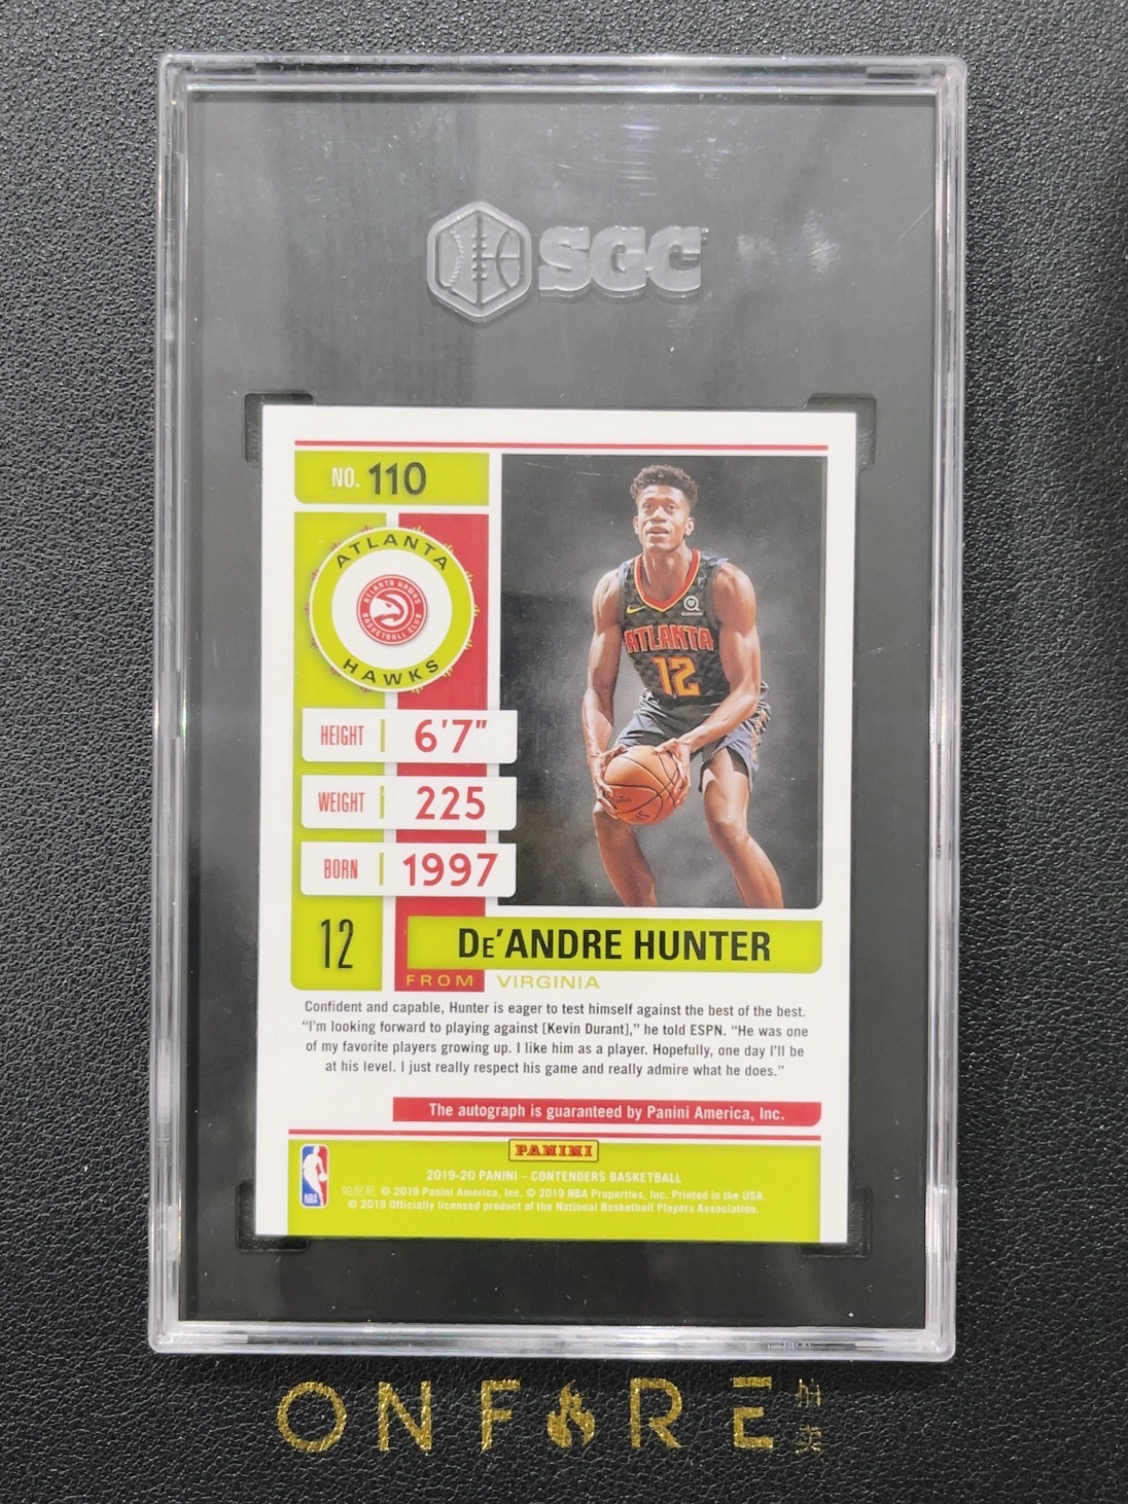 SGC
NO. 110
ATLANTA
HAWKS
ATLANTA HAWKS
BASKETBALL CLUB
HEIGHT 6'7"
WEIGHT 225
BORN 1997
12
ATLANTA
12
DE'ANDRE HUNTER
FROM VIRGINIA
Confident and capable, Hunter is eager to test himself against the best of the best.
"I'm looking forward to playing against [Kevin Durant]," he told ESPN. "He was one
of my favorite players growing up. I like him as a player. Hopefully, one day I'll be
at his level. I just really respect his game and really admire what he does."
The autograph is guaranteed by Panini America, Inc.
PANINI
NBA
2019-20 PANINI – CONTENDERS BASKETBALL
© 2019 Panini America, Inc. © 2019 NBA Properties, Inc. Printed in the USA.
© 2019 Officially licensed product of the National Basketball Players Association.
ONFIRE 拍卖